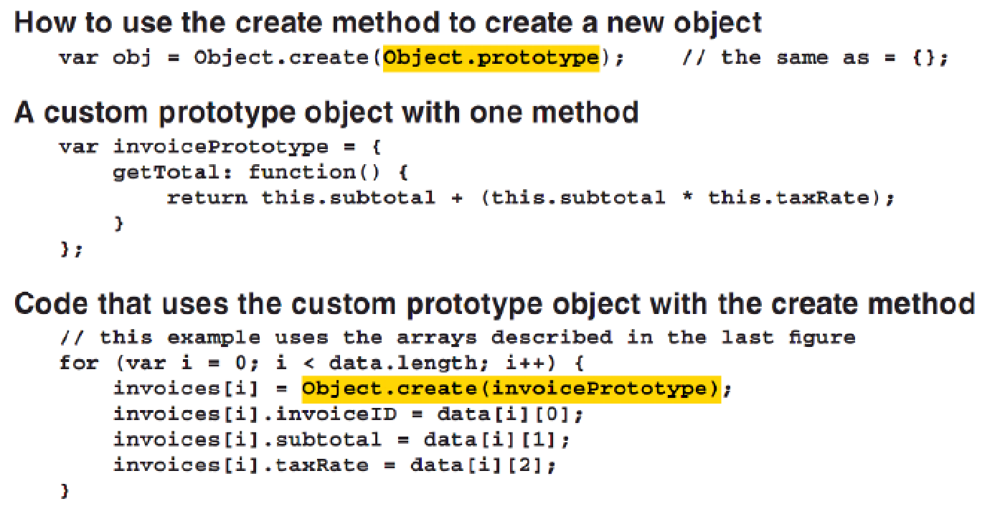 How to use the create method to create a new object
var obj = Object.create(Object.prototype);    // the same as = {};
A custom prototype object with one method
var invoicePrototype = {
    getTotal: function() {
        return this.subtotal + (this.subtotal * this.taxRate);
    }
};
Code that uses the custom prototype object with the create method
// this example uses the arrays described in the last figure
for (var i = 0; i < data.length; i++) {
    invoices[i] = Object.create(invoicePrototype);
    invoices[i].invoiceID = data[i][0];
    invoices[i].subtotal = data[i][1];
    invoices[i].taxRate = data[i][2];
}